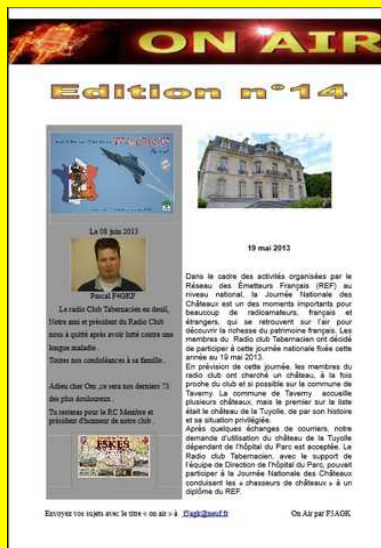 ON AIR
Edition n°14
Le 08 juin 2013
Pascal F4GKF
Le radio Club Tabernacien en deuil,
Notre ami et président du Radio Club
nous à quitté après avoir lutté contre une
longue maladie .
Toutes nos condoléances à sa famille .
Adieu cher Om ,ce sera nos derniers 73
des plus douloureux .
Tu resteras pour le RC Membre et
président d'honneur de notre club .
F5KES
19 mai 2013
Dans le cadre des activités organisées par le
Réseau des Émetteurs Français (REF) au
niveau national, la Journée Nationale des
Châteaux est un des moments importants pour
beaucoup de radioamateurs, français et
étrangers, qui se retrouvent sur l'air pour
découvrir la richesse du patrimoine français. Les
membres du Radio club Tabernacien ont décidé
de participer à cette journée nationale fixée cette
année au 19 mai 2013.
En prévision de cette journée, les membres du
radio club ont cherché un château, à la fois
proche du club et si possible sur la commune de
Taverny. La commune de Taverny accueille
plusieurs châteaux, mais le premier sur la liste
était le château de la Tuyolle, de par son histoire
et sa situation privilégiée.
Après quelques échanges de courriers, notre
demande d'utilisation du château de la Tuyolle
dépendant de l'hôpital du Parc est acceptée. Le
Radio club Tabernacien, avec le support de
l'équipe de Direction de l'hôpital du Parc, pouvait
participer à la Journée Nationale des Châteaux
conduisant les « chasseurs de châteaux » à un
diplôme du REF.
Envoyez vos sujets avec le titre « on air » à f5agk@neuf.fr
On Air par F5AGK